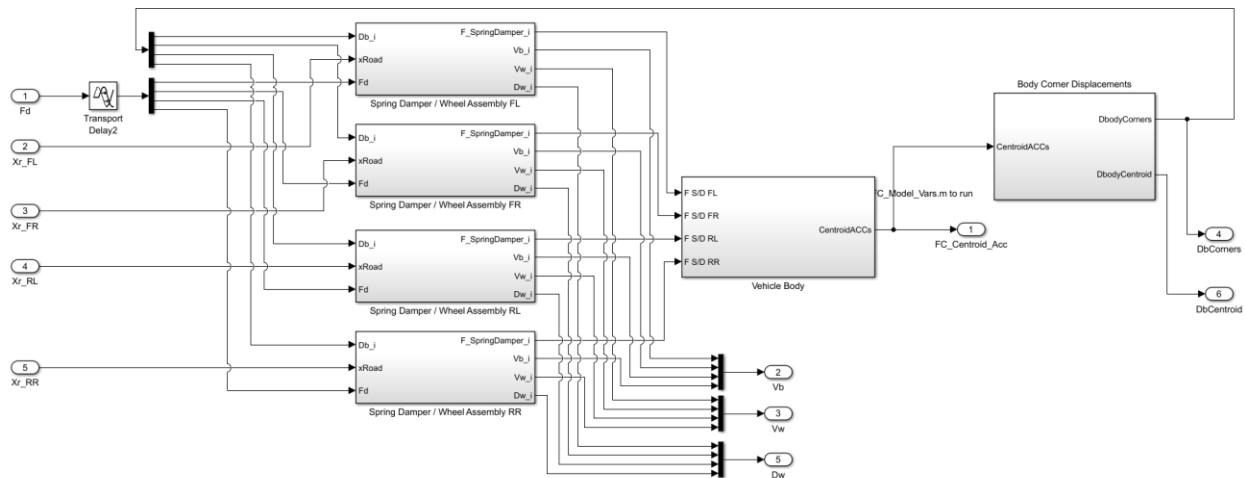 1
Fd
Transport
Delay2
2
Xr_FL
3
Xr_FR
4
Xr_RL
5
Xr_RR
Db_i
xRoad
Fd
F_SpringDamper_i
Vb_i
Vw_i
Dw_i
Spring Damper / Wheel Assembly FL
Db_i
xRoad
Fd
F_SpringDamper_i
Vb_i
Vw_i
Dw_i
Spring Damper / Wheel Assembly FR
Db_i
xRoad
Fd
F_SpringDamper_i
Vb_i
Vw_i
Dw_i
Spring Damper / Wheel Assembly RL
Db_i
xRoad
Fd
F_SpringDamper_i
Vb_i
Vw_i
Dw_i
Spring Damper / Wheel Assembly RR
F S/D FL
F S/D FR
F S/D RL
F S/D RR
CentroidACCs
Vehicle Body
FC_Model_Vars.m to run
1
FC_Centroid_Acc
2
Vb
3
Vw
5
Dw
Body Corner Displacements
CentroidACCs
DbodyCorners
DbodyCentroid
4
DbCorners
6
DbCentroid